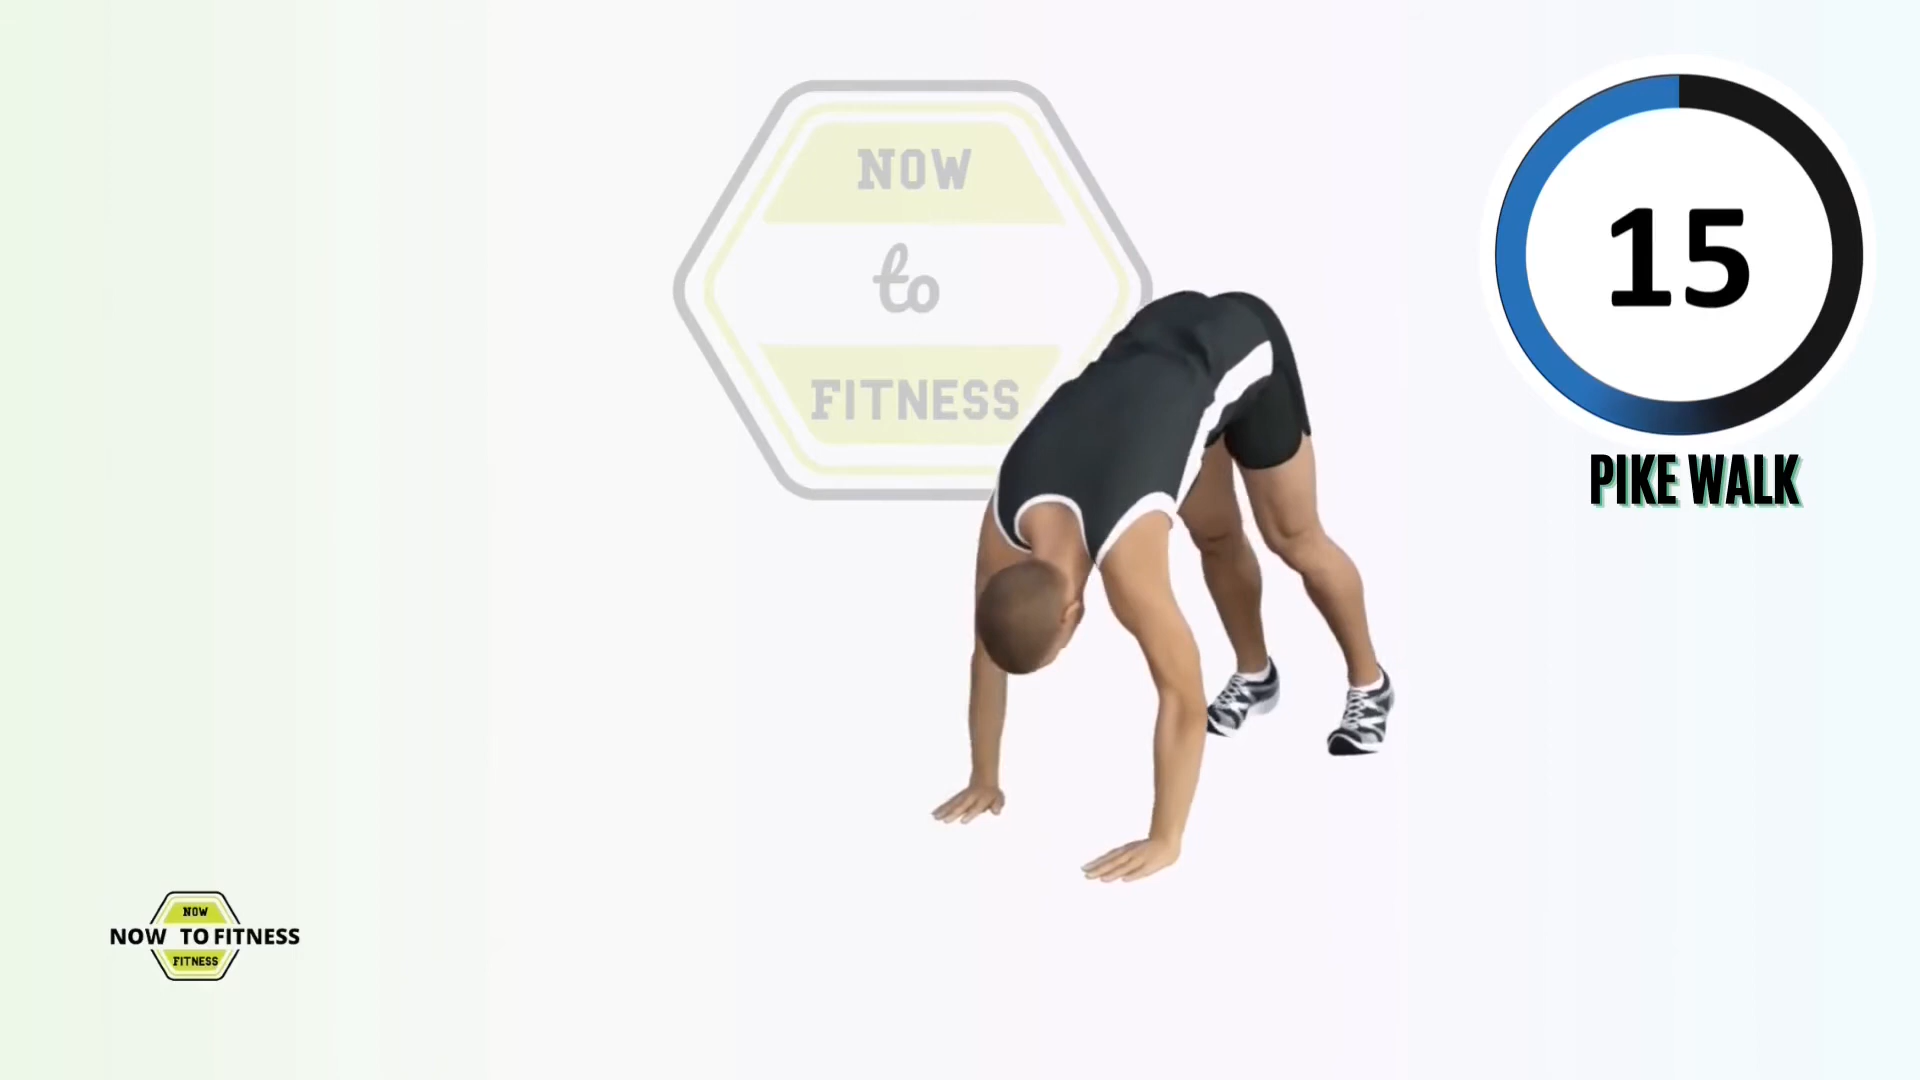 NOW
to
FITNESS
15
PIKE WALK
NOW
NOW TO FITNESS
FITNESS